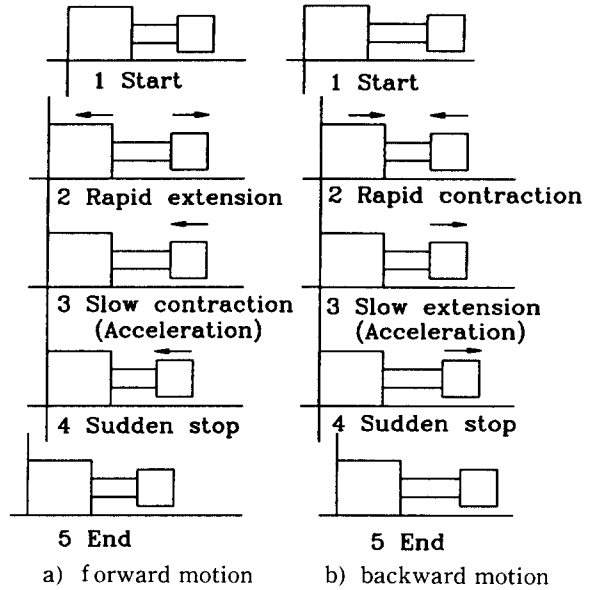 1 Start
2 Rapid extension
3 Slow contraction
(Acceleration)
4 Sudden stop
5 End
a) forward motion
1 Start
2 Rapid contraction
3 Slow extension
(Acceleration)
4 Sudden stop
5 End
b) backward motion